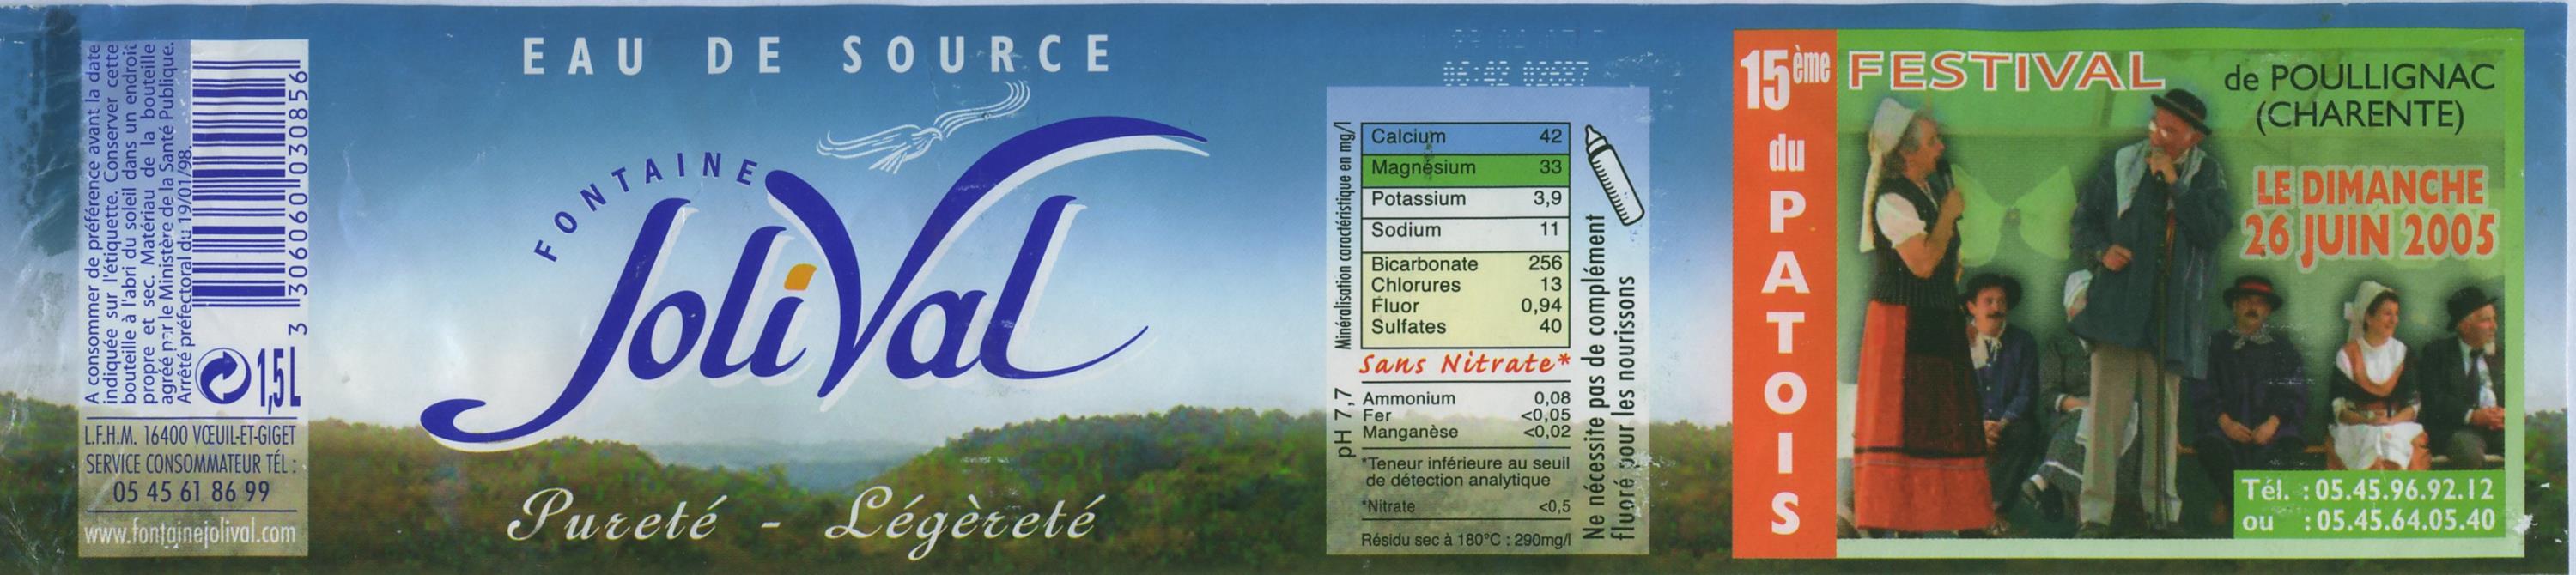 A consommer de préférence avant la date
indiquée sur l'étiquette. Conserver cette
bouteille à l'abri du soleil dans un endroit
propre et sec. Matériau de la bouteille
agréé par le Ministère de la Santé Publique.
Arrêté préfectoral du 19/01/98.
3 306060 030856
1,5L
L.F.H.M. 16400 VŒUIL-ET-GIGET
SERVICE CONSOMMATEUR TÉL :
05 45 61 86 99
www.fontainejolival.com
EAU DE SOURCE
FONTAINE
JoliVal
Pureté - Légèreté
Minéralisation caractéristique en mg/l
Calcium 42
Magnésium 33
Potassium 3,9
Sodium 11
Bicarbonate 256
Chlorures 13
Fluor 0,94
Sulfates 40
Sans Nitrate*
pH 7,7
Ammonium 0,08
Fer <0,05
Manganèse <0,02
*Teneur inférieure au seuil
de détection analytique
*Nitrate <0,5
Résidu sec à 180°C : 290mg/l
Ne nécessite pas de complément
fluoré pour les nourissons
15ème
du
PATOIS
FESTIVAL
de POULLIGNAC
(CHARENTE)
LE DIMANCHE
26 JUIN 2005
Tél. : 05.45.96.92.12
ou : 05.45.64.05.40